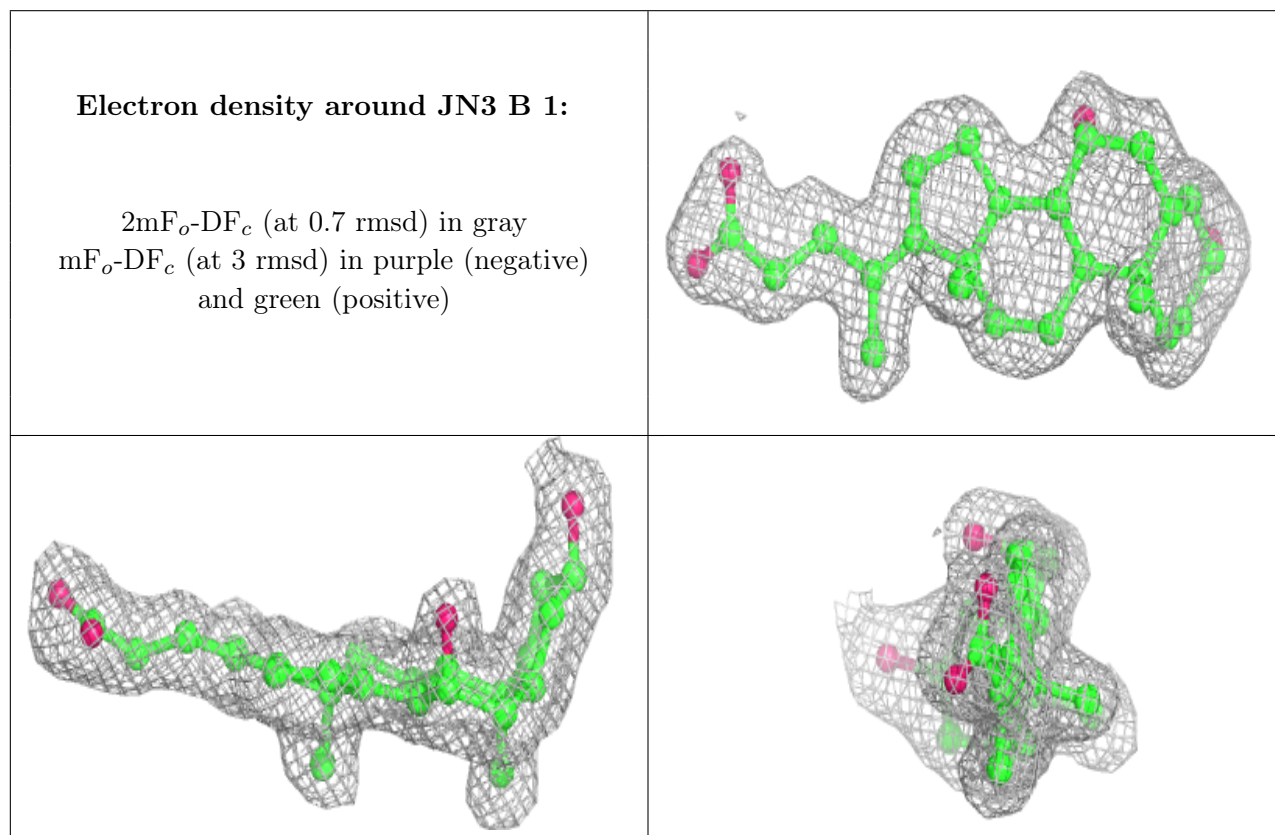 Electron density around JN3 B 1:
2mFo-DFc (at 0.7 rmsd) in gray
mFo-DFc (at 3 rmsd) in purple (negative)
and green (positive)